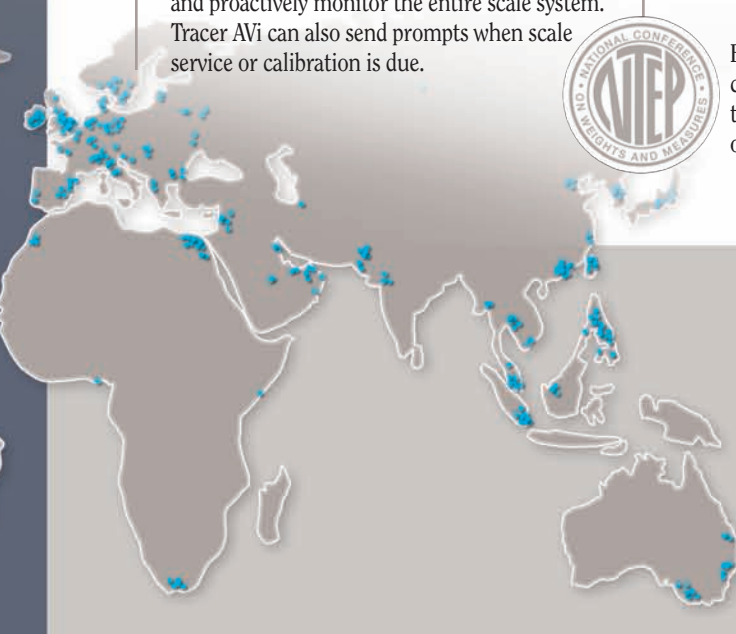 and proactively monitor the entire scale system.
Tracer AVi can also send prompts when scale
service or calibration is due.
NATIONAL CONFERENCE
ON WEIGHTS AND MEASURES
NTEP